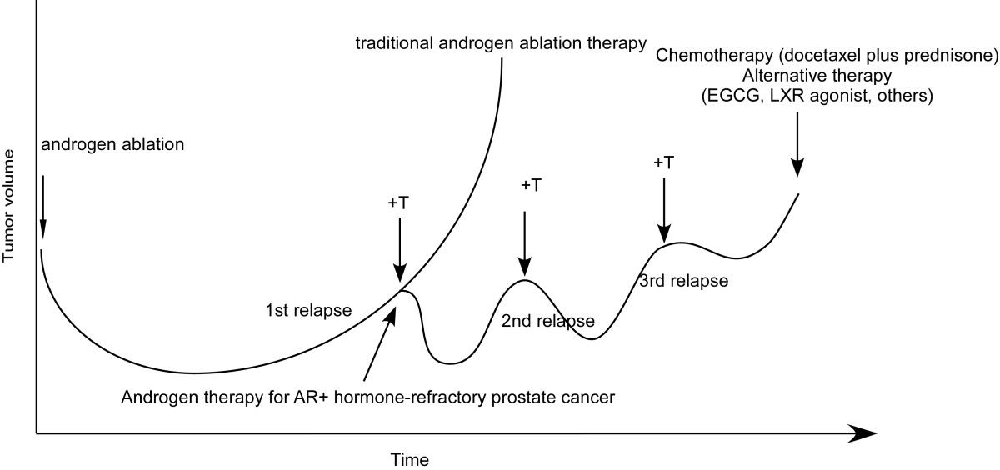 traditional androgen ablation therapy
Chemotherapy (docetaxel plus prednisone)
Alternative therapy
(EGCG, LXR agonist, others)
androgen ablation
+T
+T
+T
Tumor volume
1st relapse
2nd relapse
3rd relapse
Androgen therapy for AR+ hormone-refractory prostate cancer
Time